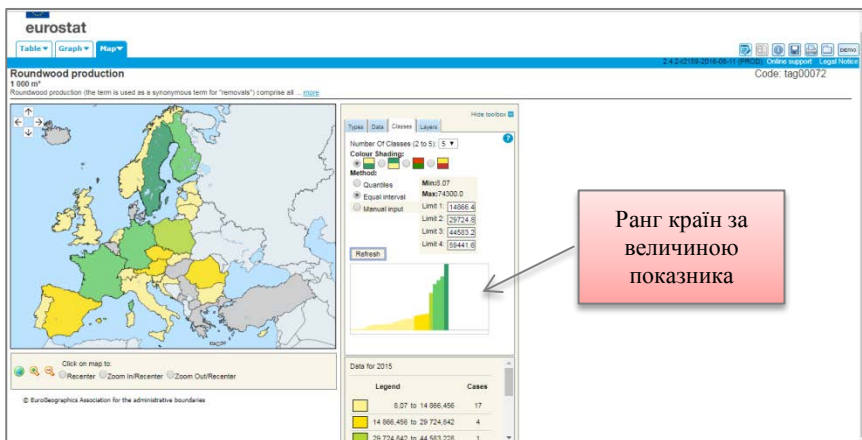 eurostat
Table Graph Map
DEMO
2.4.2-r2159-2016-08-11 (PROD) Online support Legal Notice
Roundwood production
Code: tag00072
1 000 m³
Roundwood production (the term is used as a synonymous term for "removals") comprise all ... more
Hide toolbox
Types Data Classes Layers
Number Of Classes (2 to 5): 5
Colour Shading:
Method:
Quantiles
Min:8.07
Equal interval
Max:74300.0
Manual input
Limit 1: 14866.4
Limit 2: 29724.8
Limit 3: 44583.2
Limit 4: 59441.6
Refresh
Ранг країн за
величиною
показника
Click on map to:
Recenter Zoom In/Recenter Zoom Out/Recenter
© EuroGeographics Association for the administrative boundaries
Data for 2015
Legend Cases
8,07 to 14 866,456 17
14 866,456 to 29 724,842 4
29 724,842 to 44 583,228 1